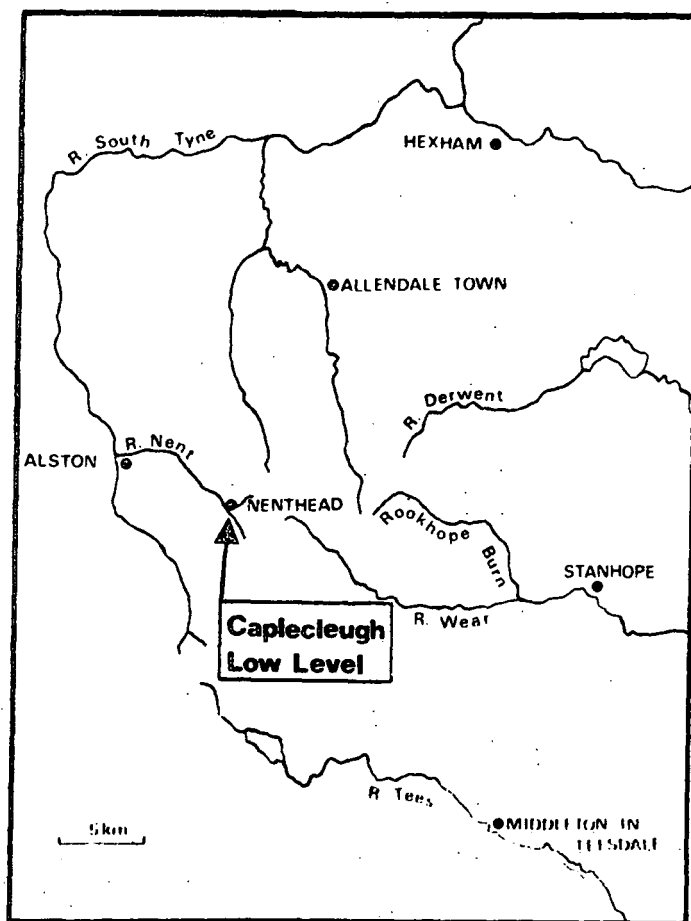 R. South Tyne
HEXHAM
ALLENDALE TOWN
R. Derwent
R. Nent
ALSTON
NENTHEAD
Rookhope Burn
STANHOPE
R. Wear
Caplecleugh
Low Level
R Tees
5km
MIDDLETON IN
TEESDALE